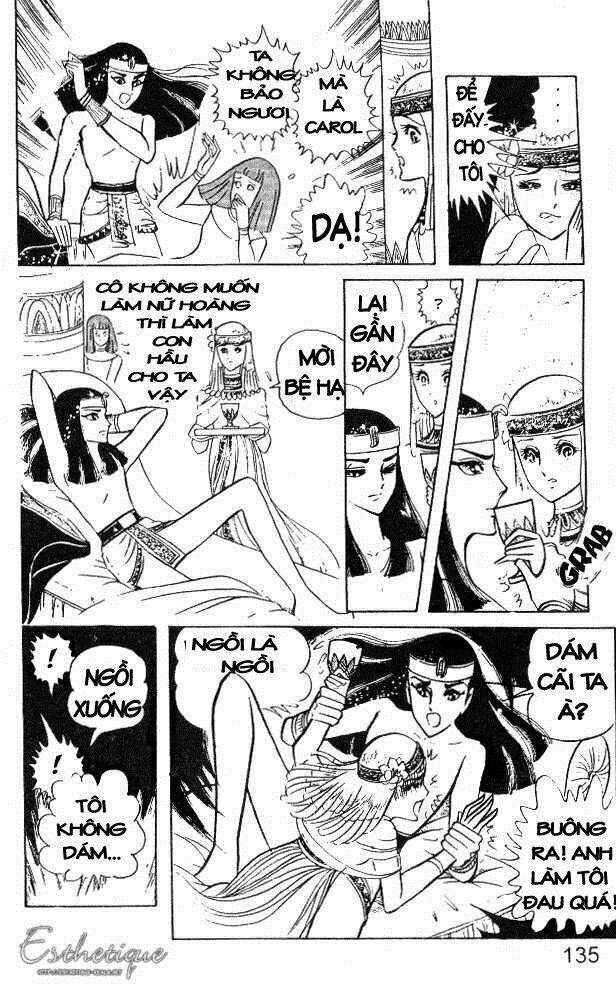 TA
KHÔNG
BẢO
NGƯƠI
MÀ
LÀ
CAROL
DẠ!
ĐỂ
ĐẤY
CHO
TÔI
CÔ KHÔNG MUỐN
LÀM NỮ HOÀNG
THÌ LÀM
CON
HẦU
CHO TA
VẬY
MỜI
BỆ HẠ
LẠI
GẦN
ĐÂY
?
GRAB
!
NGỒI
XUỐNG
!
TÔI
KHÔNG
DÁM...
NGỒI LÀ
NGỒI
DÁM
CÃI TA
À?
BUÔNG
RA! ANH
LÀM TÔI
ĐAU QUÁ!
Esthetique
135